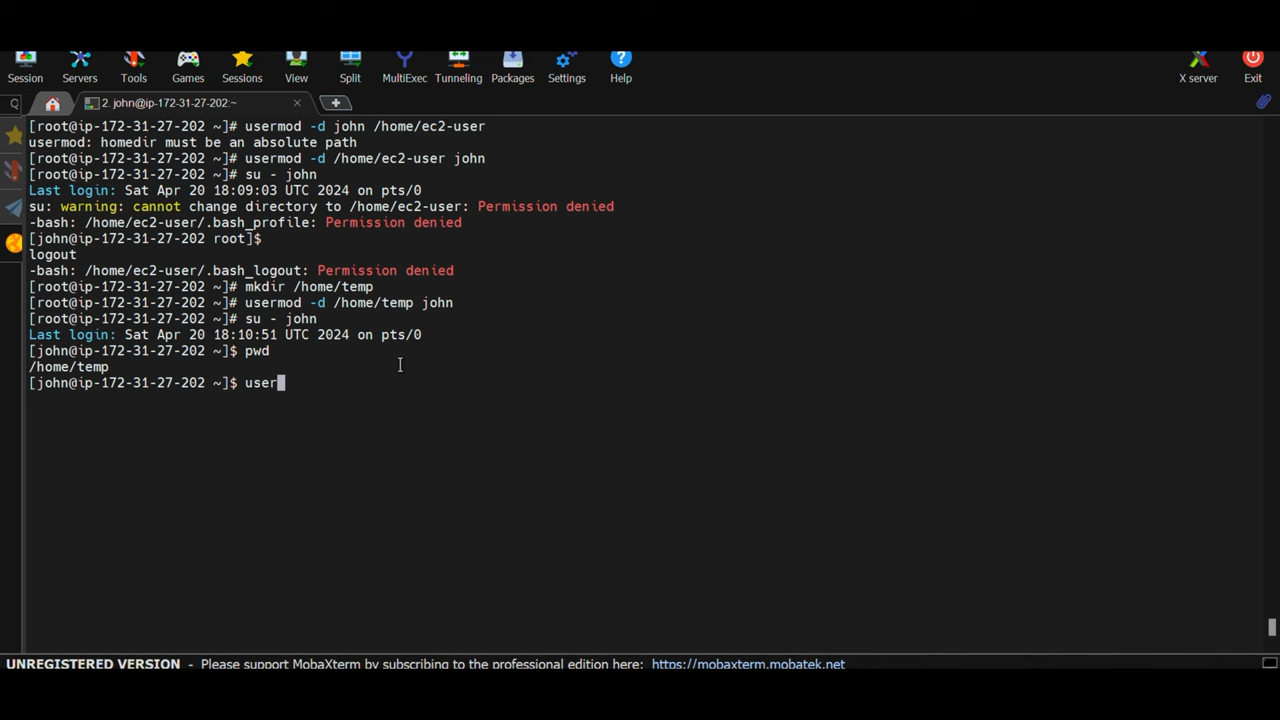 Session Servers Tools Games Sessions View Split MultiExec Tunneling Packages Settings Help X server Exit
2. john@ip-172-31-27-202:~
[root@ip-172-31-27-202 ~]# usermod -d john /home/ec2-user
usermod: homedir must be an absolute path
[root@ip-172-31-27-202 ~]# usermod -d /home/ec2-user john
[root@ip-172-31-27-202 ~]# su - john
Last login: Sat Apr 20 18:09:03 UTC 2024 on pts/0
su: warning: cannot change directory to /home/ec2-user: Permission denied
-bash: /home/ec2-user/.bash_profile: Permission denied
[john@ip-172-31-27-202 root]$
logout
-bash: /home/ec2-user/.bash_logout: Permission denied
[root@ip-172-31-27-202 ~]# mkdir /home/temp
[root@ip-172-31-27-202 ~]# usermod -d /home/temp john
[root@ip-172-31-27-202 ~]# su - john
Last login: Sat Apr 20 18:10:51 UTC 2024 on pts/0
[john@ip-172-31-27-202 ~]$ pwd
/home/temp
[john@ip-172-31-27-202 ~]$ user
UNREGISTERED VERSION - Please support MobaXterm by subscribing to the professional edition here: https://mobaxterm.mobatek.net